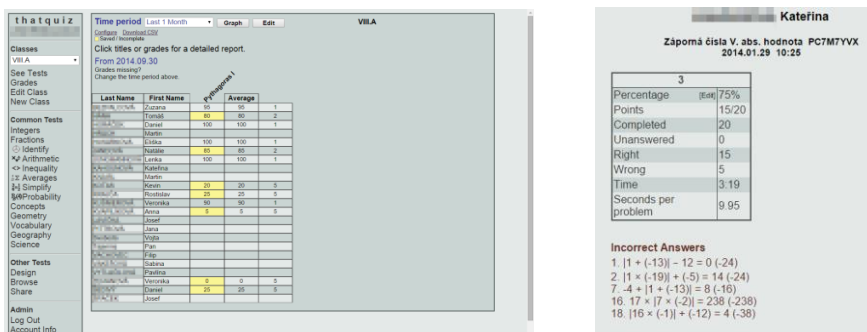 thatquiz
Classes
VIII.A
See Tests
Grades
Edit Class
New Class
Common Tests
Integers
Fractions
Identify
Arithmetic
Inequality
Averages
Simplify
Probability
Concepts
Geometry
Vocabulary
Geography
Science
Other Tests
Design
Browse
Share
Admin
Log Out
Account Info
Time period Last 1 Month Graph Edit VIII.A
Configure Download CSV
Saved / Incomplete
Click titles or grades for a detailed report.
From 2014.09.30
Grades missing?
Change the time period above.
Pythagoras I
Last Name First Name Average
Zuzana 95 95 1
Tomáš 80 80 2
Daniel 100 100 1
Martin
Eliška 100 100 1
Natálie 85 85 2
Lenka 100 100 1
Kateřina
Martin
Kevin 20 20 5
Rostislav 25 25 5
Veronika 90 90 1
Anna 5 5 5
Josef
Jana
Vojta
Pan
Filip
Sabina
Pavlína
Veronika 0 0 5
Daniel 25 25 5
Josef
Kateřina
Záporná čísla V. abs. hodnota PC7M7YVX
2014.01.29 10:25
3
Percentage [Edit] 75%
Points 15/20
Completed 20
Unanswered 0
Right 15
Wrong 5
Time 3:19
Seconds per
problem 9.95
Incorrect Answers
1. |1 + (-13)| − 12 = 0 (-24)
2. |1 × (-19)| + (-5) = 14 (-24)
7. -4 + |1 + (-13)| = 8 (-16)
16. 17 × |7 × (-2)| = 238 (-238)
18. |16 × (-1)| + (-12) = 4 (-38)